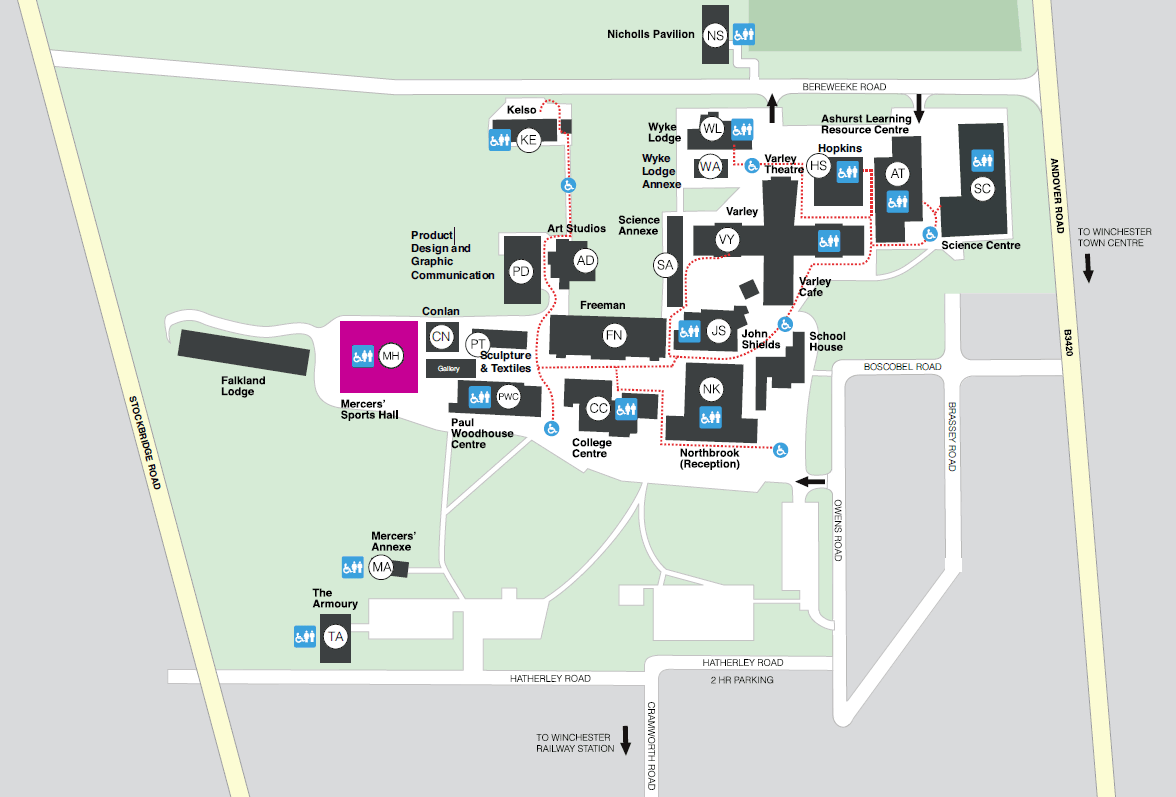 Nicholls Pavilion
NS
BEREWEEKE ROAD
Kelso
KE
Wyke
Lodge
WL
Wyke
Lodge
Annexe
WA
Varley
Theatre
Ashurst Learning
Resource Centre
Hopkins
HS
AT
SC
Science Centre
ANDOVER ROAD
TO WINCHESTER
TOWN CENTRE
Product
Design and
Graphic
Communication
PD
Art Studios
AD
Science
Annexe
SA
Varley
VY
Varley
Cafe
Freeman
FN
JS
John
Shields
School
House
B3420
BOSCOBEL ROAD
BRASSEY ROAD
Conlan
CN
PT
Sculpture
& Textiles
Gallery
MH
Mercers'
Sports Hall
Falkland
Lodge
STOCKBRIDGE ROAD
PWC
Paul
Woodhouse
Centre
CC
College
Centre
NK
Northbrook
(Reception)
OWENS ROAD
Mercers'
Annexe
MA
The
Armoury
TA
HATHERLEY ROAD
HATHERLEY ROAD
2 HR PARKING
CRAMWORTH ROAD
TO WINCHESTER
RAILWAY STATION